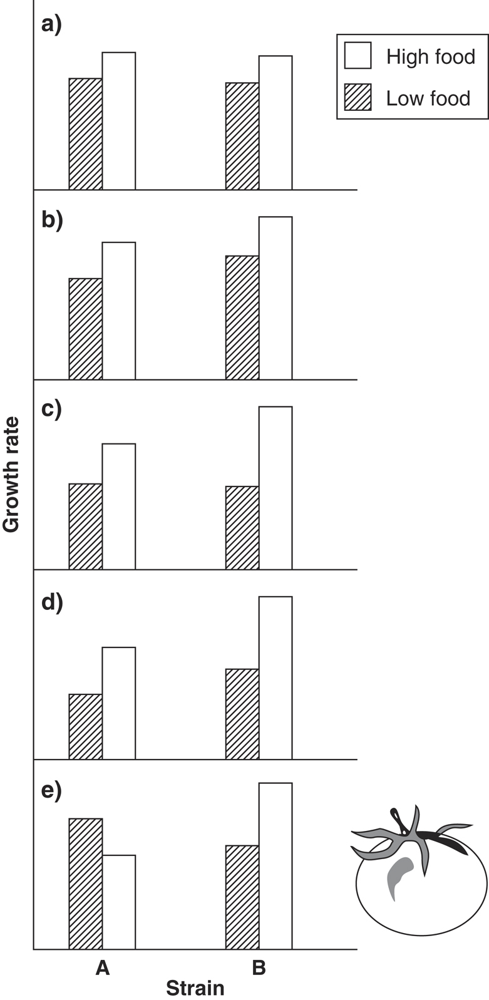 a)
High food
Low food
b)
c)
Growth rate
d)
e)
A B
Strain